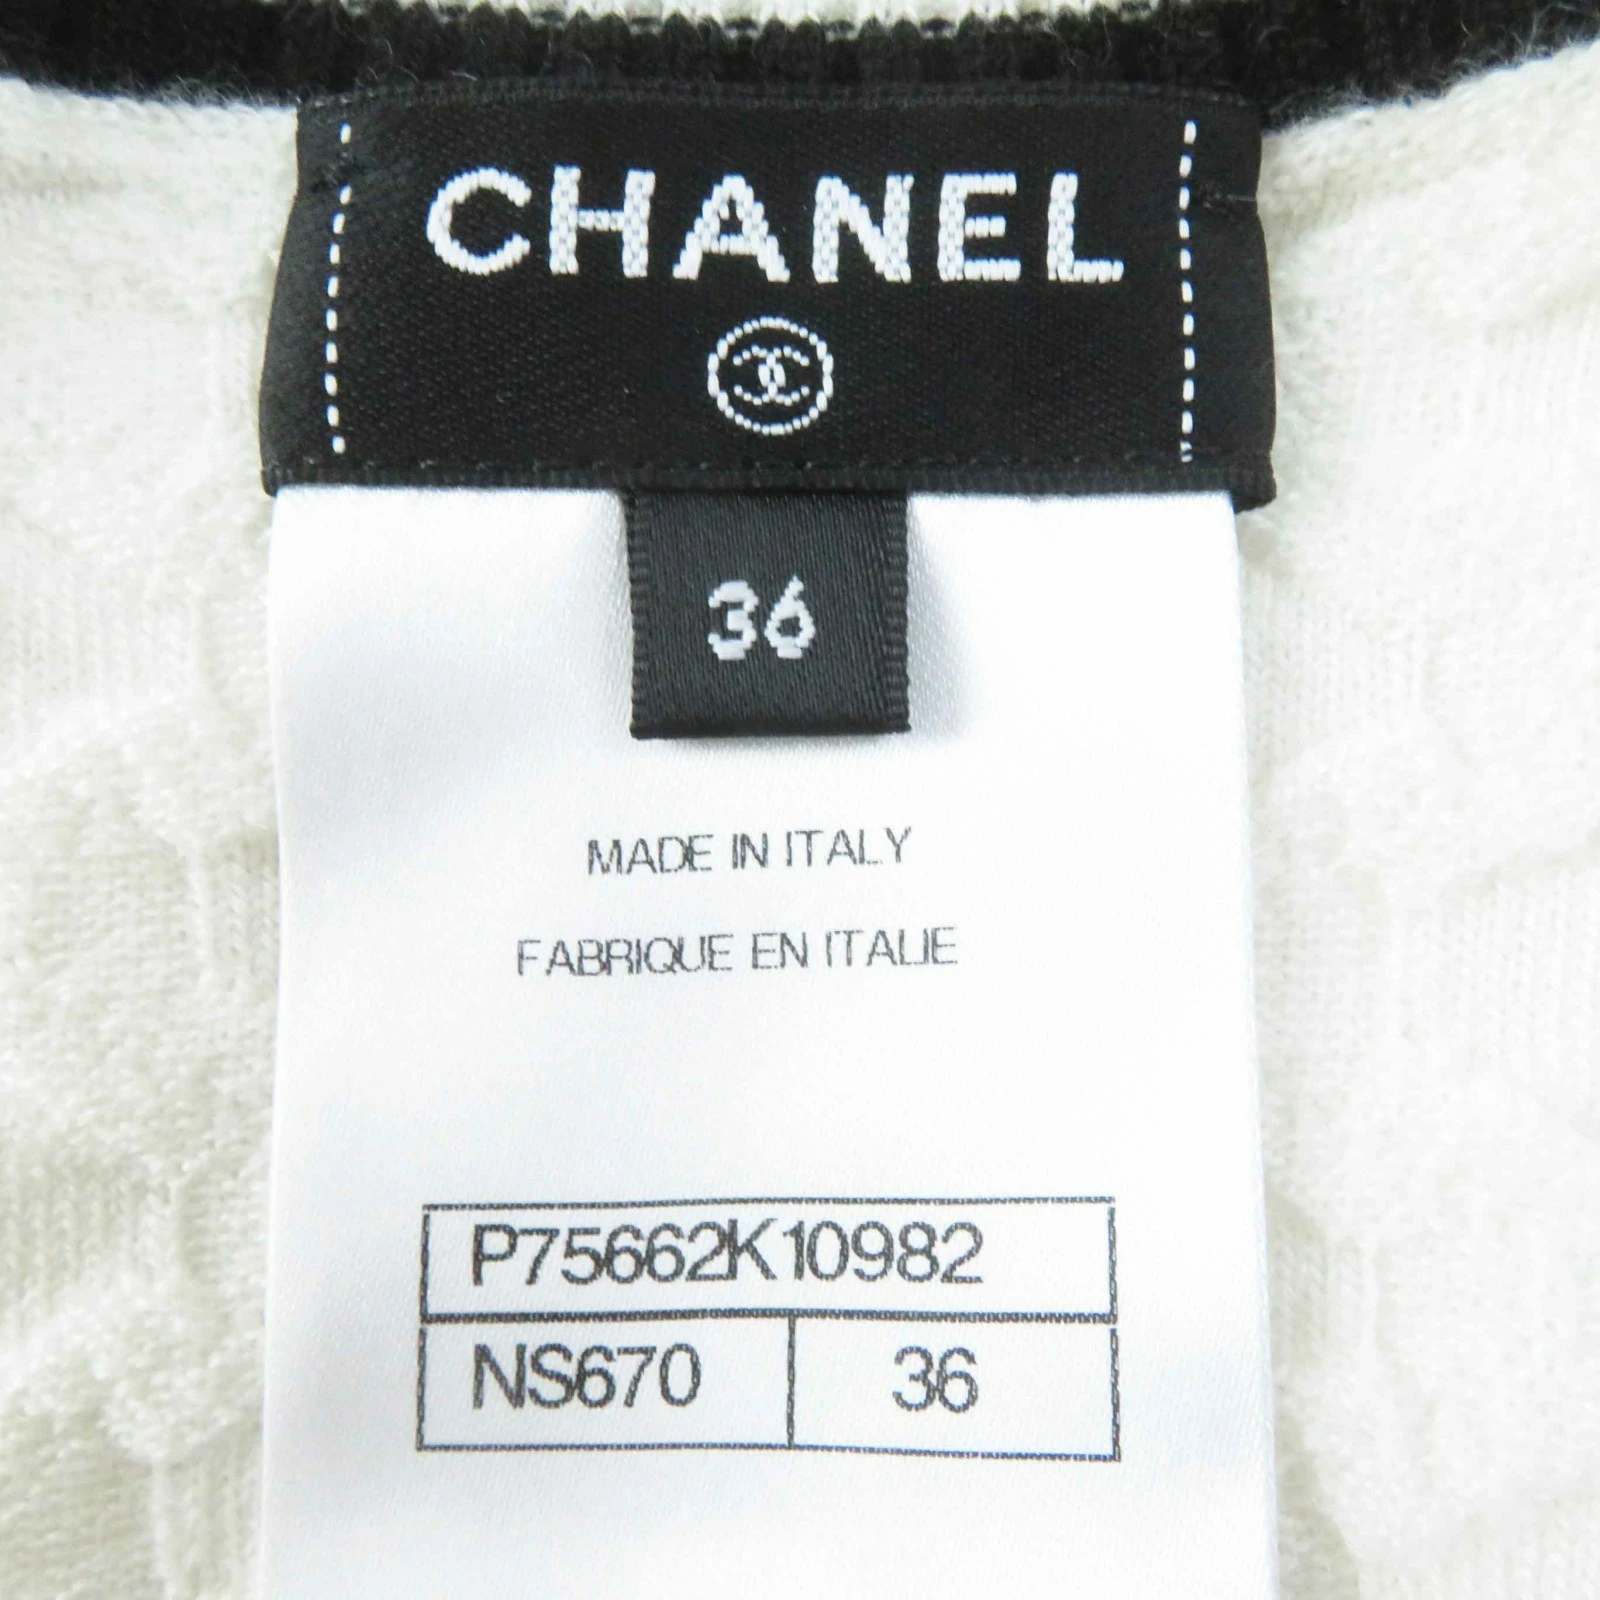 CHANEL
36
MADE IN ITALY
FABRIQUE EN ITALIE
P75662K10982
NS670 36